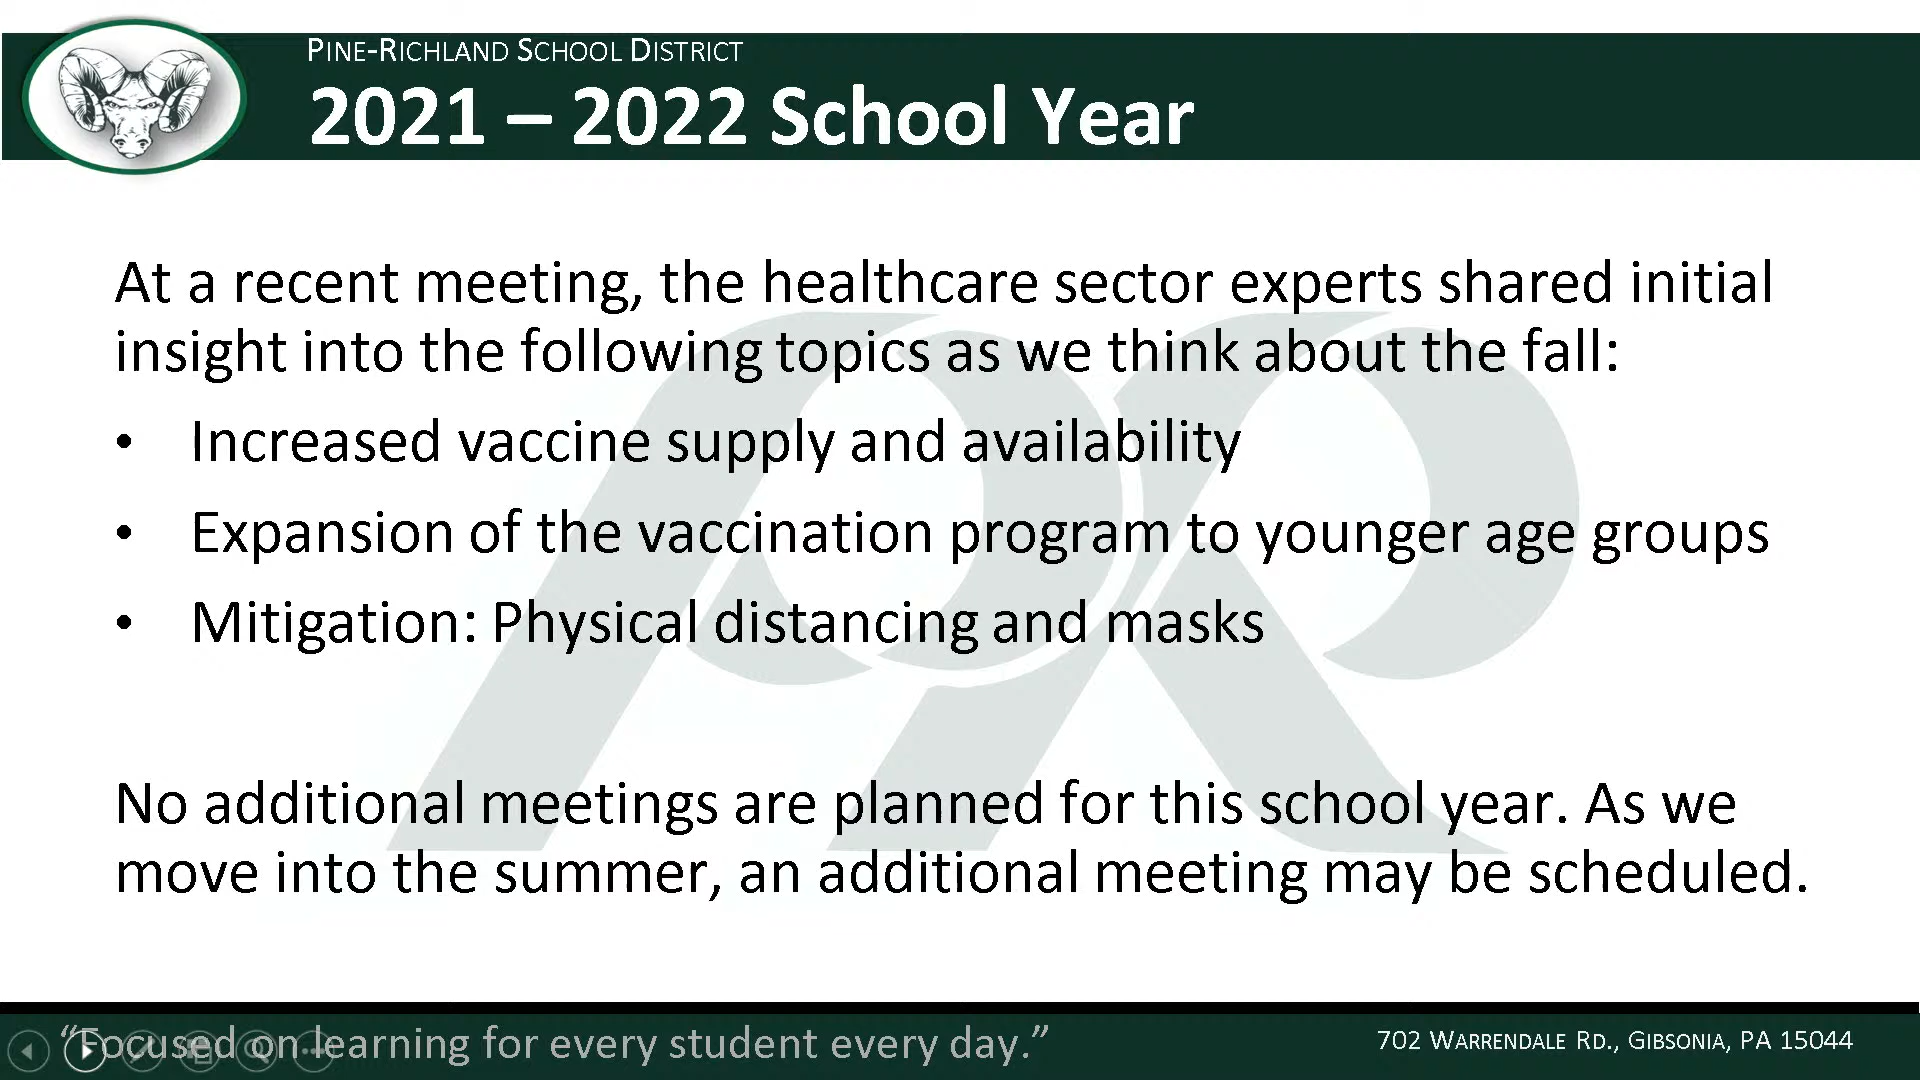 PINE-RICHLAND SCHOOL DISTRICT
2021 – 2022 School Year
At a recent meeting, the healthcare sector experts shared initial
insight into the following topics as we think about the fall:
• Increased vaccine supply and availability
• Expansion of the vaccination program to younger age groups
• Mitigation: Physical distancing and masks
No additional meetings are planned for this school year. As we
move into the summer, an additional meeting may be scheduled.
“Focused on learning for every student every day.”
702 WARRENDALE RD., GIBSONIA, PA 15044